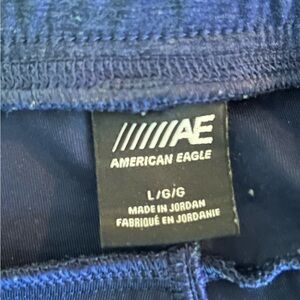 AE
AMERICAN EAGLE
L/G/G
MADE IN JORDAN
FABRIQUÉ EN JORDANIE